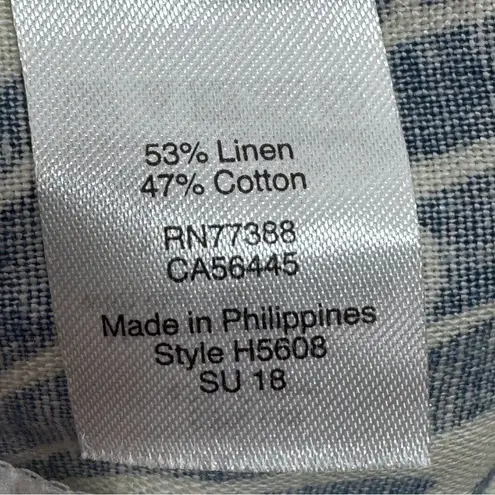 53% Linen
47% Cotton
RN77388
CA56445
Made in Philippines
Style H5608
SU 18